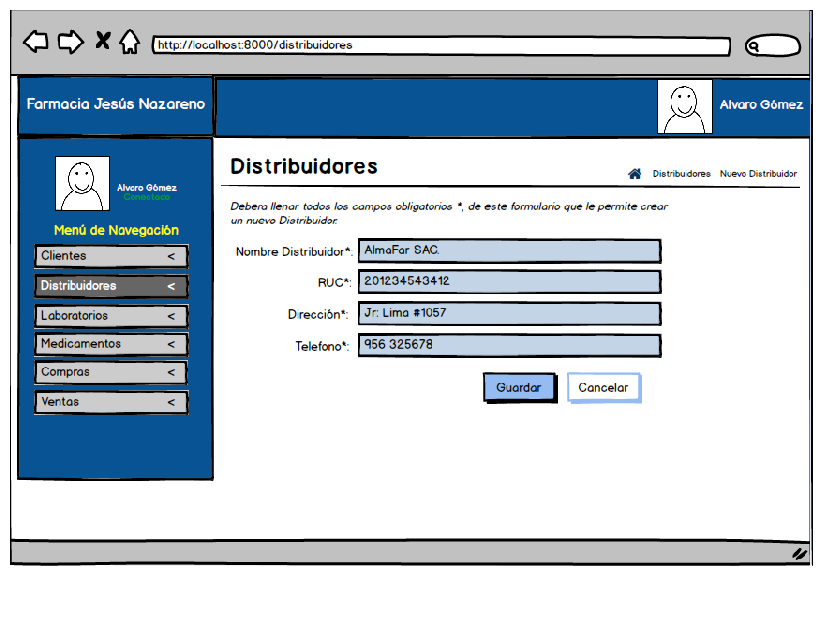 http://localhost:8000/distribuidores
Farmacia Jesús Nazareno
Alvaro Gómez
Alvaro Gómez
Conectado
Menú de Navegación
Clientes <
Distribuidores <
Laboratorios <
Medicamentos <
Compras <
Ventas <
Distribuidores
Distribuidores Nuevo Distribuidor
Debera llenar todos los campos obligatorios *, de este formulario que le permite crear
un nuevo Distribuidor.
Nombre Distribuidor*: AlmaFar SAC.
RUC*: 201234543412
Dirección*: Jr: Lima #1057
Telefono*: 956 325678
Guardar Cancelar